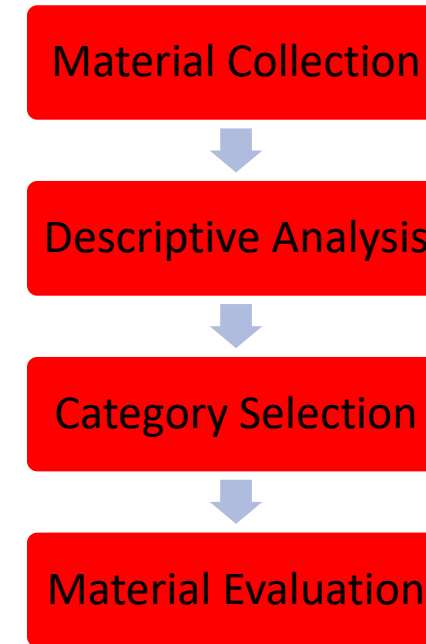 Material Collection
Descriptive Analysis
Category Selection
Material Evaluation